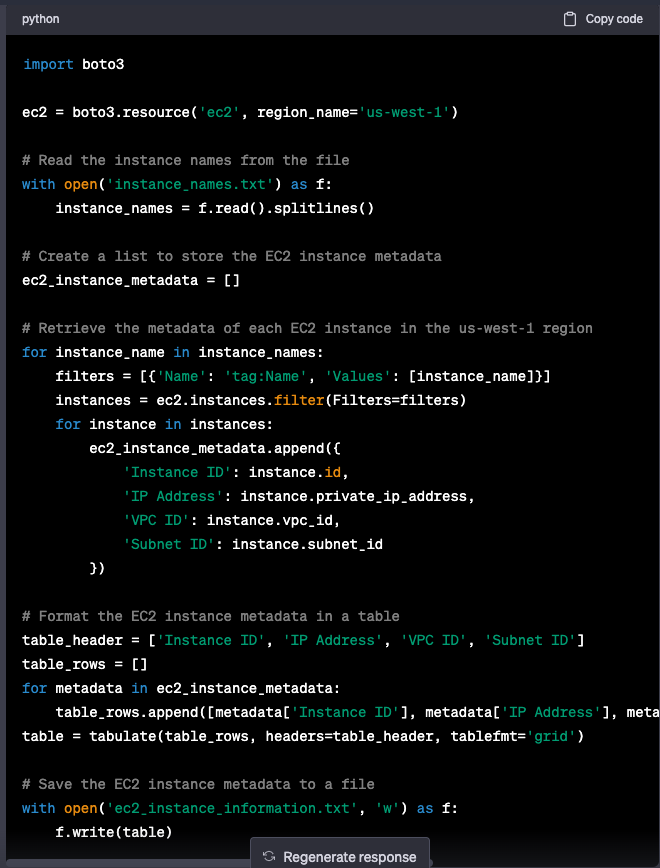 python
Copy code
import boto3
ec2 = boto3.resource('ec2', region_name='us-west-1')
# Read the instance names from the file
with open('instance_names.txt') as f:
    instance_names = f.read().splitlines()
# Create a list to store the EC2 instance metadata
ec2_instance_metadata = []
# Retrieve the metadata of each EC2 instance in the us-west-1 region
for instance_name in instance_names:
    filters = [{'Name': 'tag:Name', 'Values': [instance_name]}]
    instances = ec2.instances.filter(Filters=filters)
    for instance in instances:
        ec2_instance_metadata.append({
            'Instance ID': instance.id,
            'IP Address': instance.private_ip_address,
            'VPC ID': instance.vpc_id,
            'Subnet ID': instance.subnet_id
        })
# Format the EC2 instance metadata in a table
table_header = ['Instance ID', 'IP Address', 'VPC ID', 'Subnet ID']
table_rows = []
for metadata in ec2_instance_metadata:
    table_rows.append([metadata['Instance ID'], metadata['IP Address'], meta
table = tabulate(table_rows, headers=table_header, tablefmt='grid')
# Save the EC2 instance metadata to a file
with open('ec2_instance_information.txt', 'w') as f:
    f.write(table)
Regenerate response